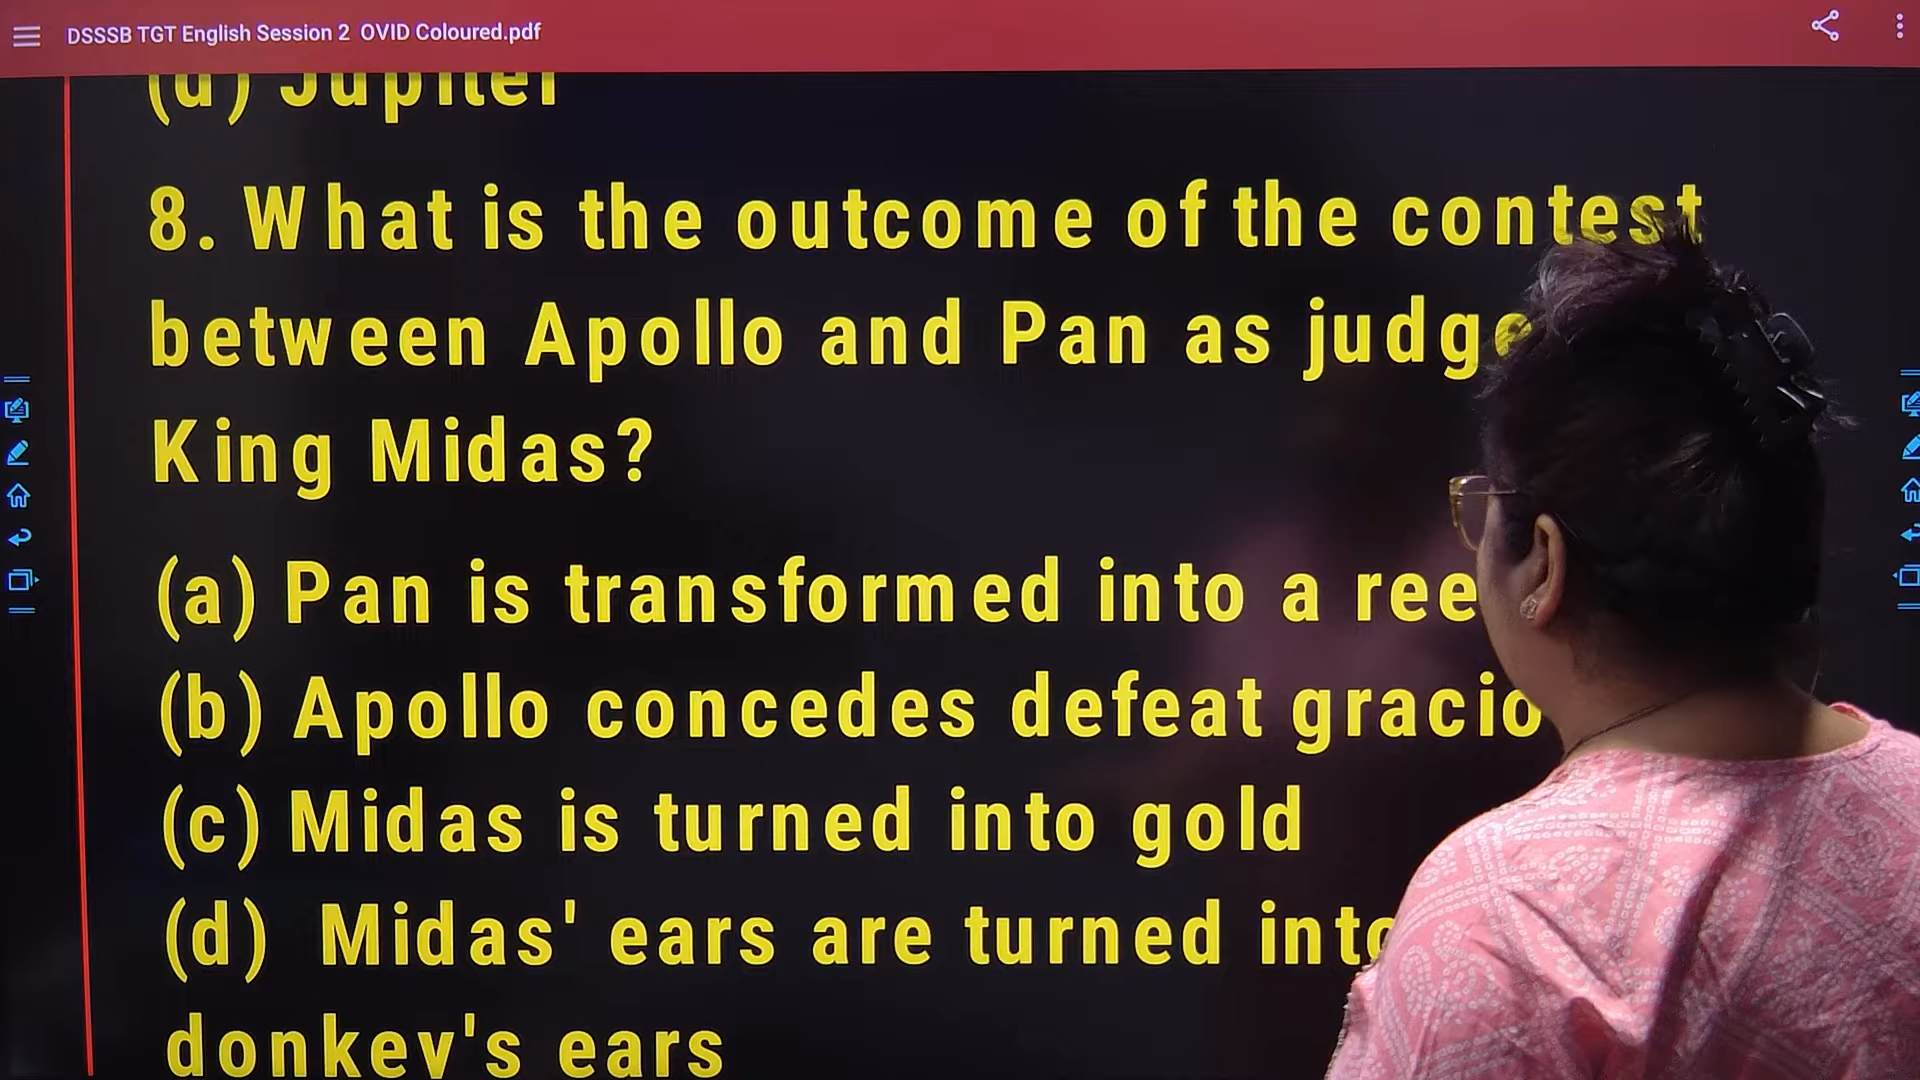 DSSSB TGT English Session 2 OVID Coloured.pdf
(d) Jupiter
8. What is the outcome of the contest
between Apollo and Pan as
King Midas?
(a) Pan is transformed into a
(b) Apollo concedes defeat
(c) Midas is turned into gold
(d) Midas' ears are turned into
donkey's ears